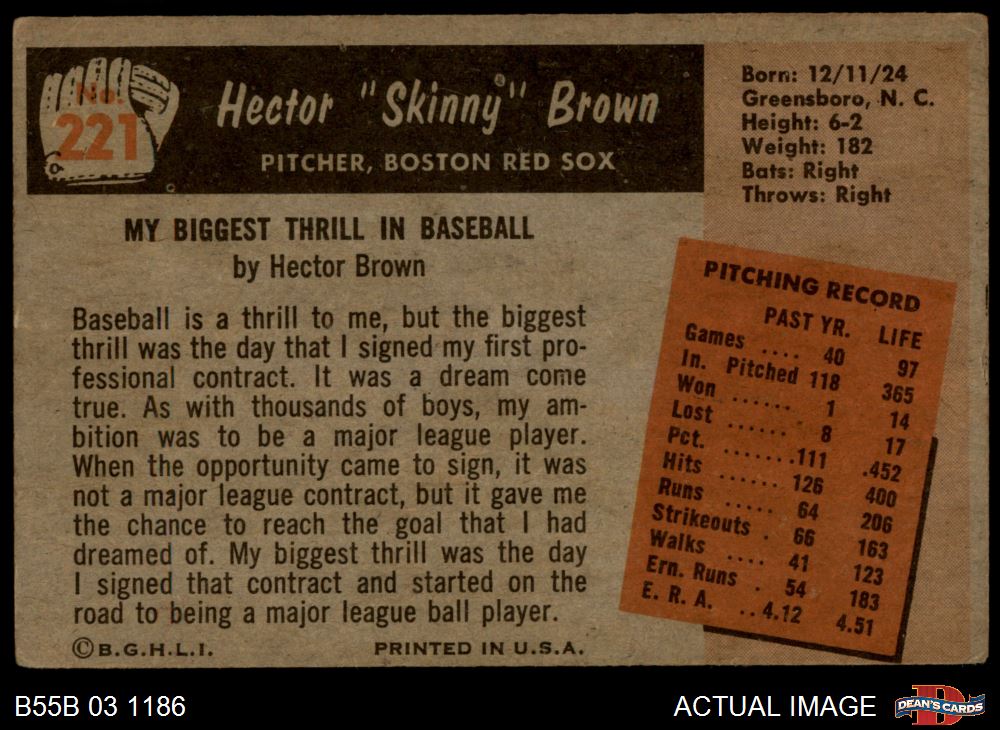 No.
221
Hector "Skinny" Brown
PITCHER, BOSTON RED SOX
Born: 12/11/24
Greensboro, N. C.
Height: 6-2
Weight: 182
Bats: Right
Throws: Right
MY BIGGEST THRILL IN BASEBALL
by Hector Brown
Baseball is a thrill to me, but the biggest
thrill was the day that I signed my first pro-
fessional contract. It was a dream come
true. As with thousands of boys, my am-
bition was to be a major league player.
When the opportunity came to sign, it was
not a major league contract, but it gave me
the chance to reach the goal that I had
dreamed of. My biggest thrill was the day
I signed that contract and started on the
road to being a major league ball player.
©B.G.H.L.I. PRINTED IN U.S.A.
PITCHING RECORD
PAST YR. LIFE
Games .... 40 97
In. Pitched 118 365
Won ...... 1 14
Lost ...... 8 17
Pct. .......111 .452
Hits ...... 126 400
Runs ..... 64 206
Strikeouts . 66 163
Walks .... 41 123
Ern. Runs . 54 183
E. R. A. ..4.12 4.51
B55B 03 1186
ACTUAL IMAGE
D
DEAN'S CARDS